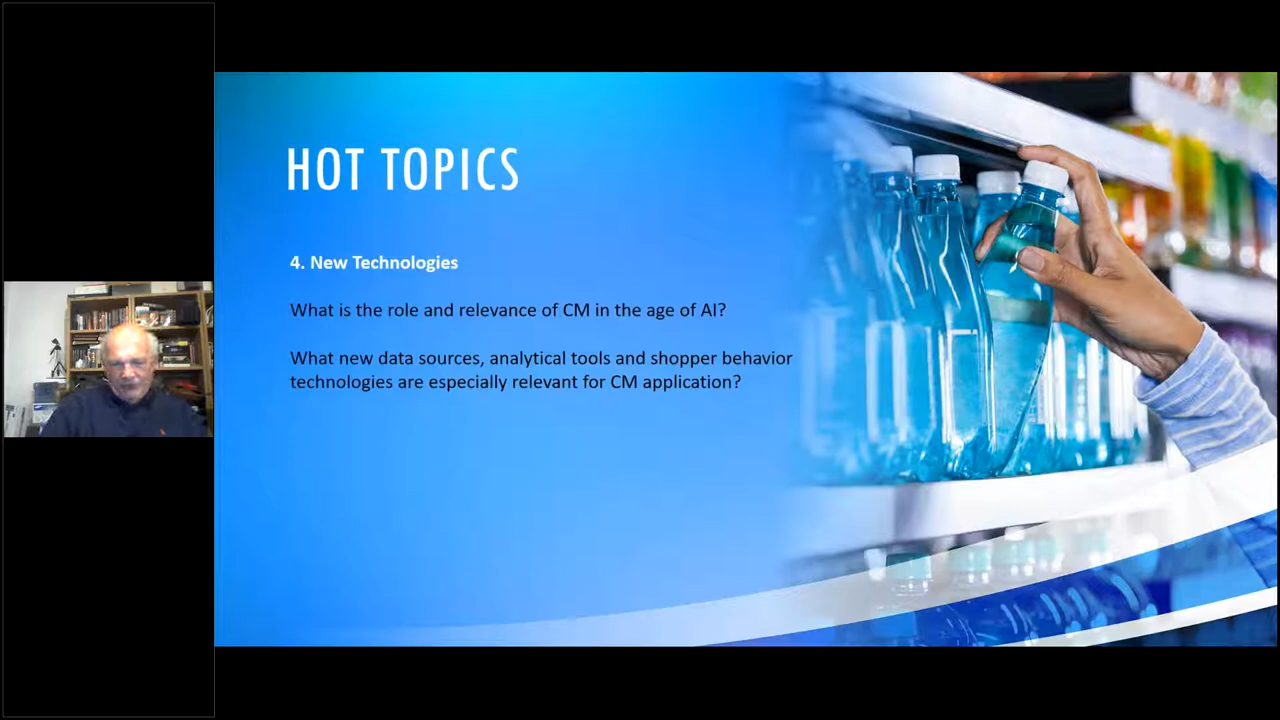 HOT TOPICS
4. New Technologies
What is the role and relevance of CM in the age of AI?
What new data sources, analytical tools and shopper behavior
technologies are especially relevant for CM application?